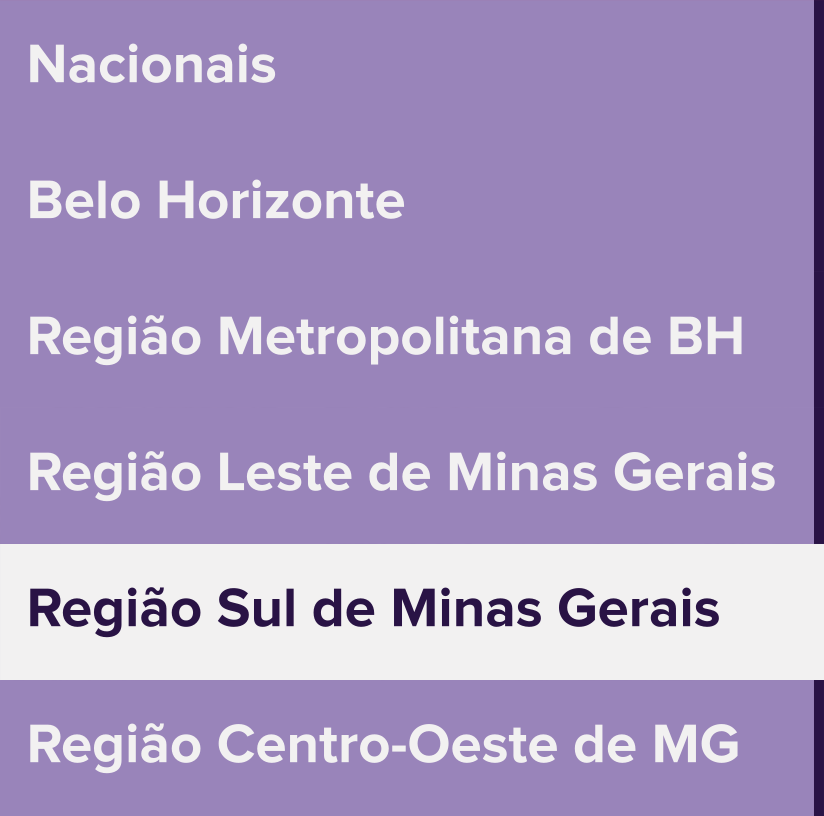 Nacionais
Belo Horizonte
Região Metropolitana de BH
Região Leste de Minas Gerais
Região Sul de Minas Gerais
Região Centro-Oeste de MG